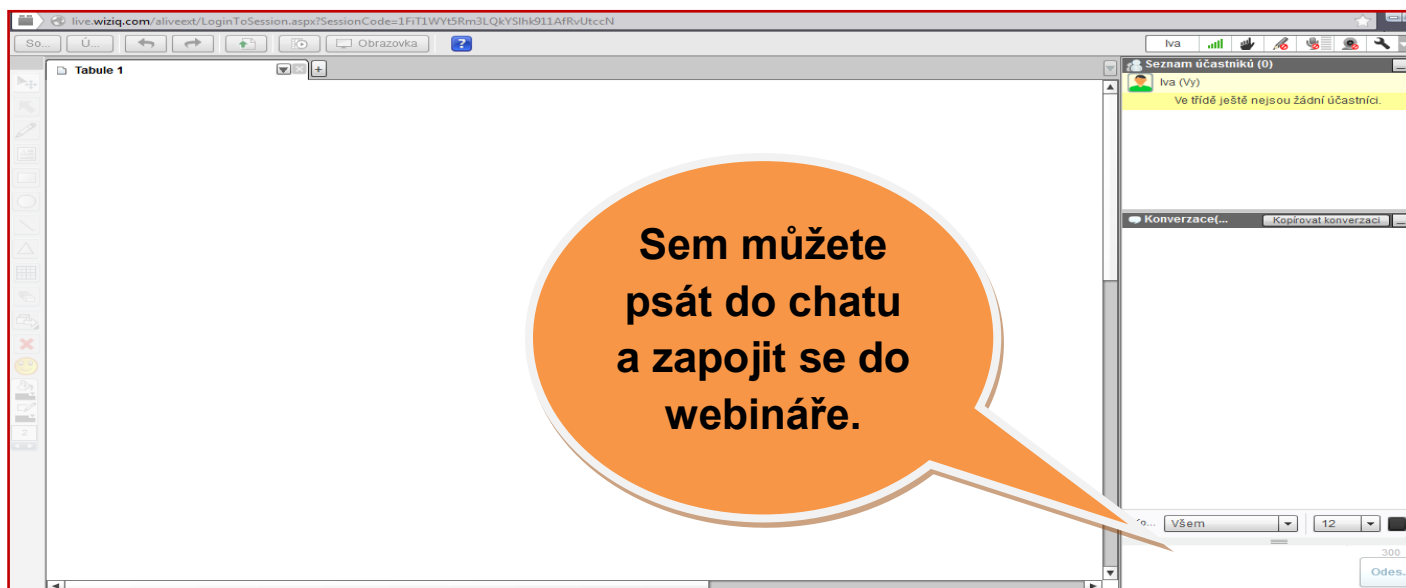 live.wiziq.com/aliveext/LoginToSession.aspx?SessionCode=1FiT1WYt5Rm3LQkYSIhk911AfRvUtccN
So... Ú... Obrazovka ? Iva
Tabule 1 +
Seznam účastníků (0)
Iva (Vy)
Ve třídě ještě nejsou žádní účastníci.
Konverzace(... Kopírovat konverzaci
Sem můžete
psát do chatu
a zapojit se do
webináře.
Všem 12
300
Odes.
2